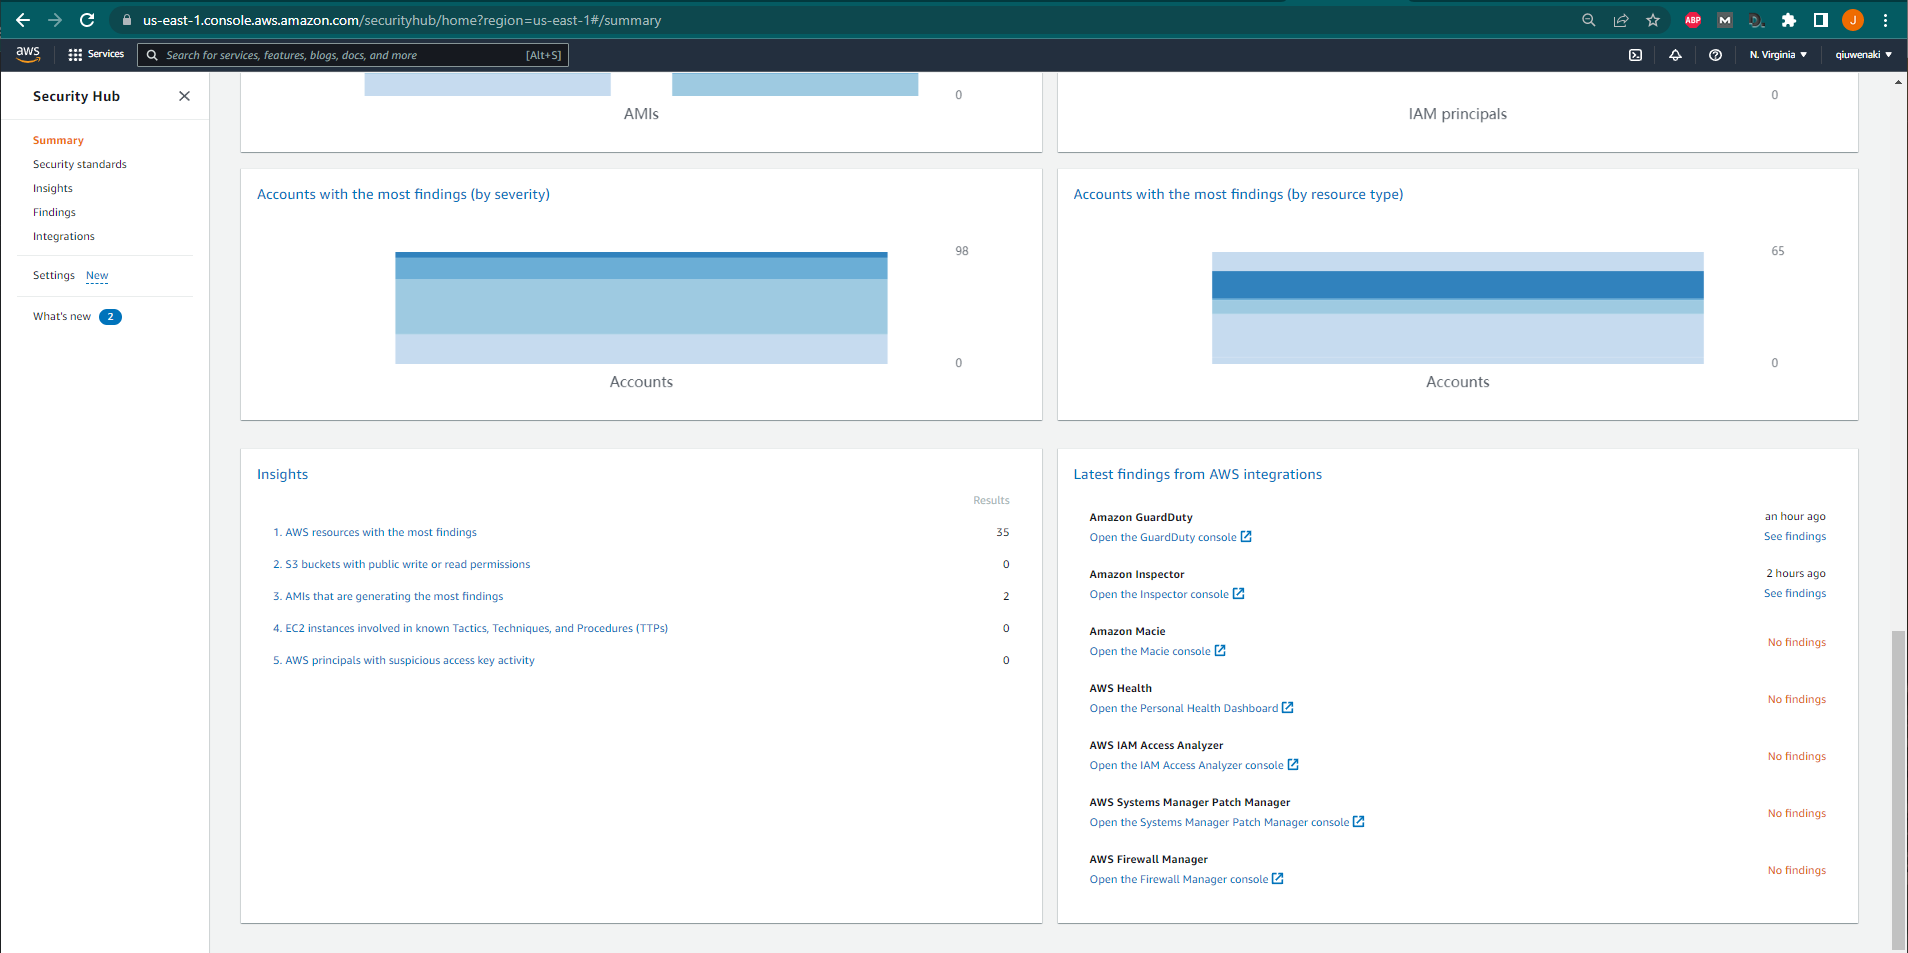 us-east-1.console.aws.amazon.com/securityhub/home?region=us-east-1#/summary
ABP
M
J
aws
Services
Search for services, features, blogs, docs, and more
[Alt+S]
N. Virginia
qiuwenaki
Security Hub
Summary
Security standards
Insights
Findings
Integrations
Settings New
What's new 2
0
AMIs
0
IAM principals
Accounts with the most findings (by severity)
98
0
Accounts
Accounts with the most findings (by resource type)
65
0
Accounts
Insights
Results
1. AWS resources with the most findings 35
2. S3 buckets with public write or read permissions 0
3. AMIs that are generating the most findings 2
4. EC2 instances involved in known Tactics, Techniques, and Procedures (TTPs) 0
5. AWS principals with suspicious access key activity 0
Latest findings from AWS integrations
Amazon GuardDuty an hour ago
Open the GuardDuty console See findings
Amazon Inspector 2 hours ago
Open the Inspector console See findings
Amazon Macie
No findings
Open the Macie console
AWS Health
No findings
Open the Personal Health Dashboard
AWS IAM Access Analyzer
No findings
Open the IAM Access Analyzer console
AWS Systems Manager Patch Manager
No findings
Open the Systems Manager Patch Manager console
AWS Firewall Manager
No findings
Open the Firewall Manager console